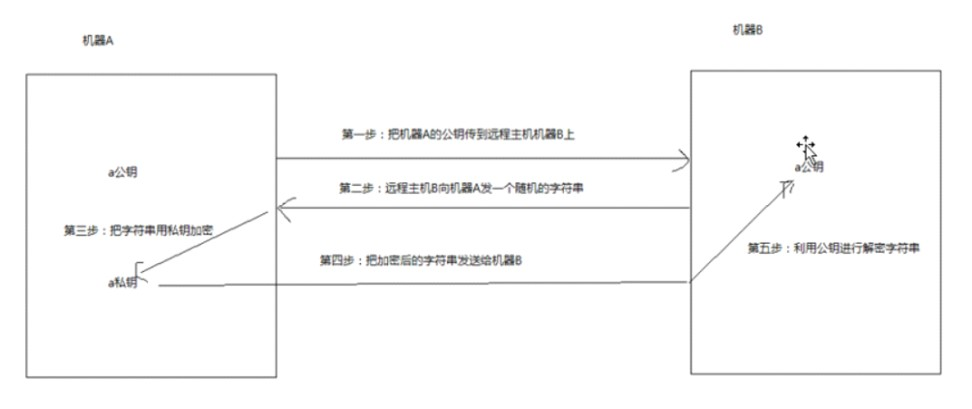 机器A
机器B
第一步：把机器A的公钥传到远程主机机器B上
a公钥
a公钥
第二步：远程主机B向机器A发一个随机的字符串
第三步：把字符串用私钥加密
第五步：利用公钥进行解密字符串
第四步：把加密后的字符串发送给机器B
a私钥